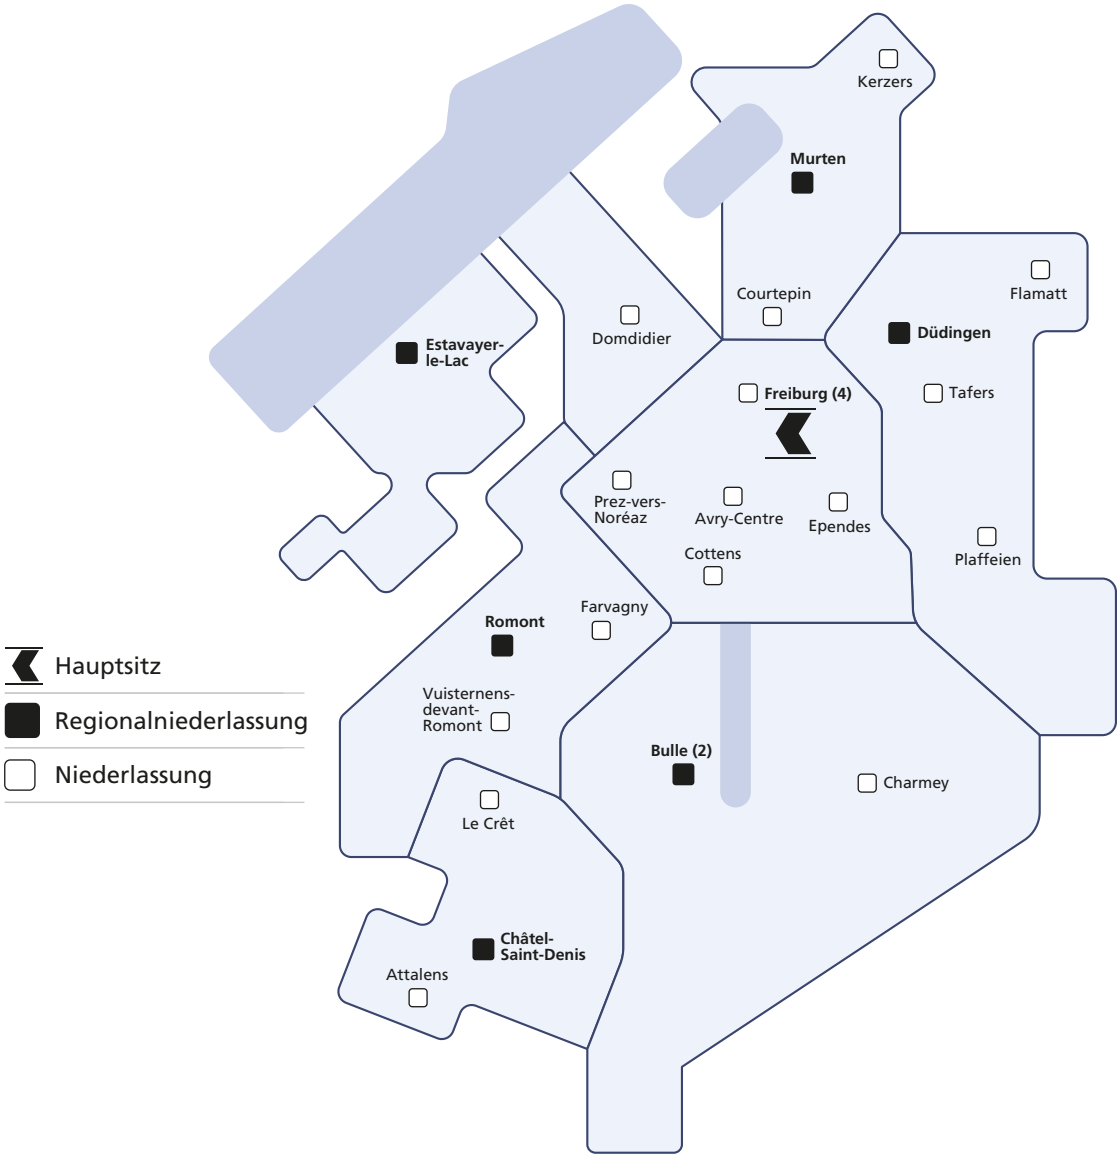 Kerzers
Murten
Flamatt
Courtepin
Düdingen
Domdidier
Estavayer-
le-Lac
Freiburg (4)
Tafers
Prez-vers-
Noréaz
Avry-Centre
Ependes
Cottens
Plaffeien
Farvagny
Romont
Hauptsitz
Regionalniederlassung
Niederlassung
Vuisternens-
devant-
Romont
Bulle (2)
Charmey
Le Crêt
Châtel-
Saint-Denis
Attalens